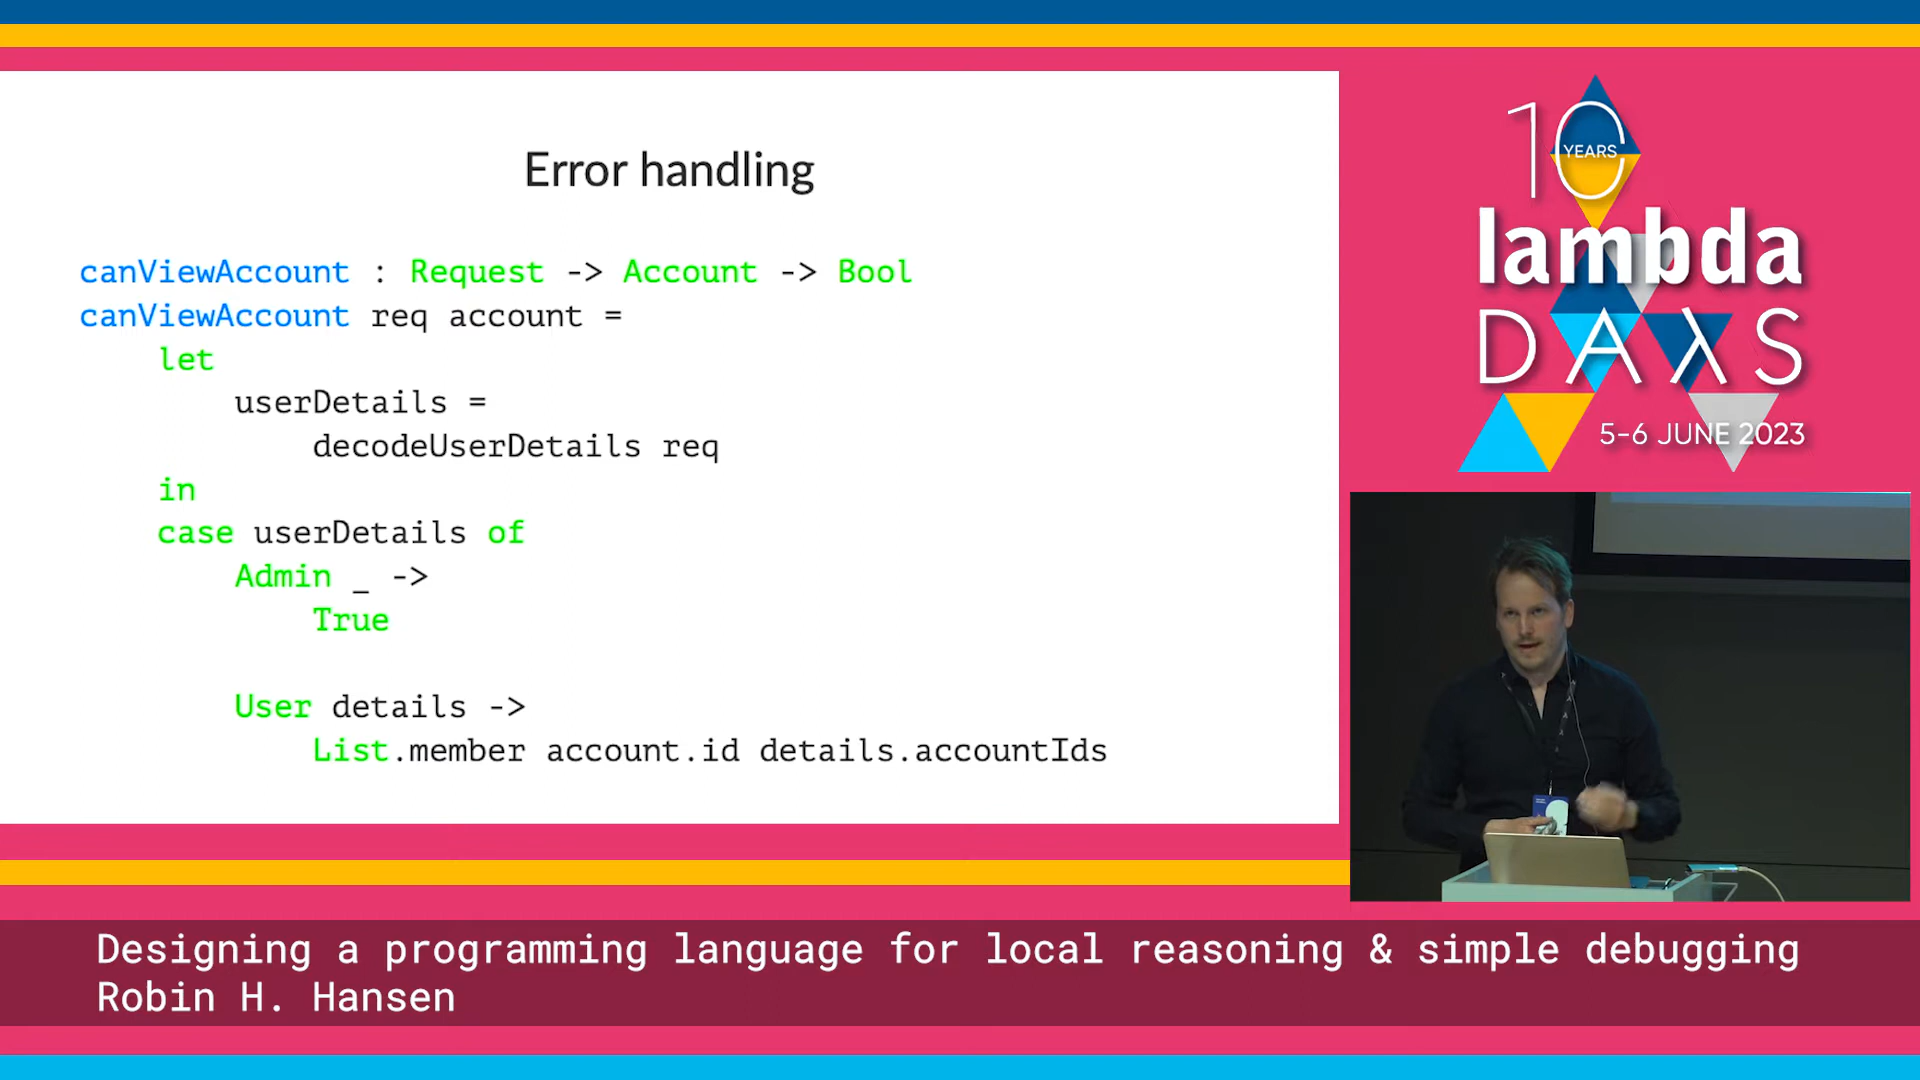 Error handling
canViewAccount : Request -> Account -> Bool
canViewAccount req account =
let
userDetails =
decodeUserDetails req
in
case userDetails of
Admin _ ->
True
User details ->
List.member account.id details.accountIds
10
YEARS
lambda
DAλS
5-6 JUNE 2023
Designing a programming language for local reasoning & simple debugging
Robin H. Hansen